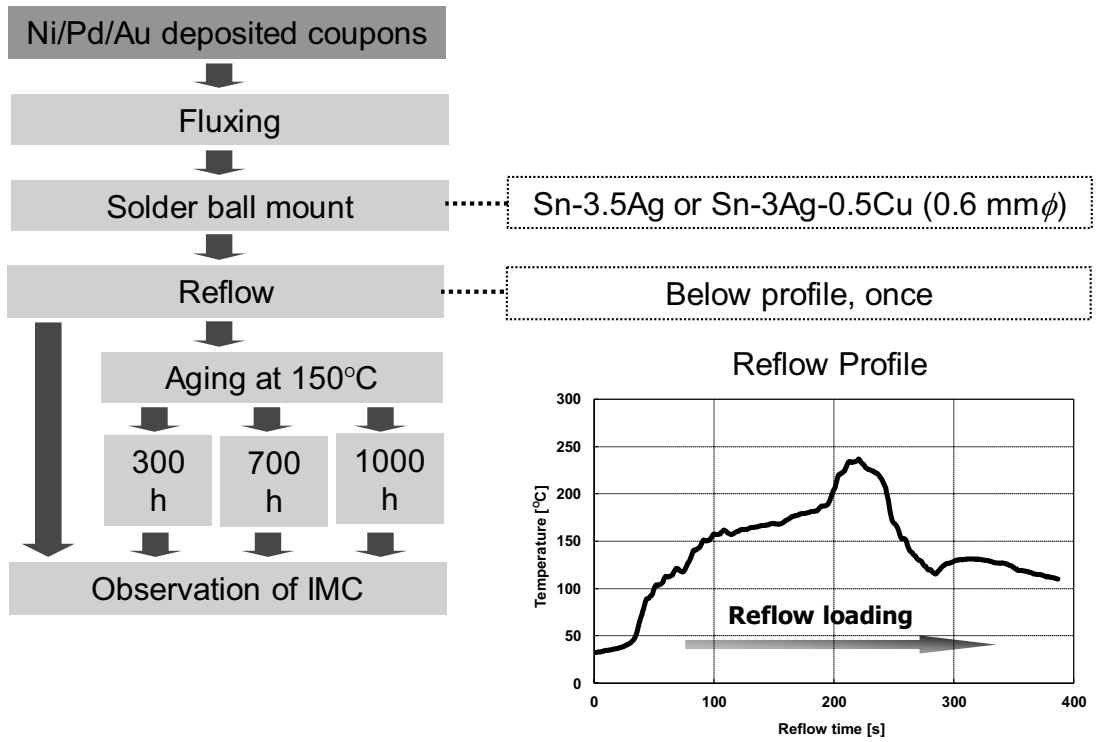 Ni/Pd/Au deposited coupons
Fluxing
Solder ball mount
Sn-3.5Ag or Sn-3Ag-0.5Cu (0.6 mmϕ)
Reflow
Below profile, once
Aging at 150°C
300
h
700
h
1000
h
Observation of IMC
Reflow Profile
Temperature [°C]
300
250
200
150
100
50
0
Reflow loading
0
100
200
300
400
Reflow time [s]